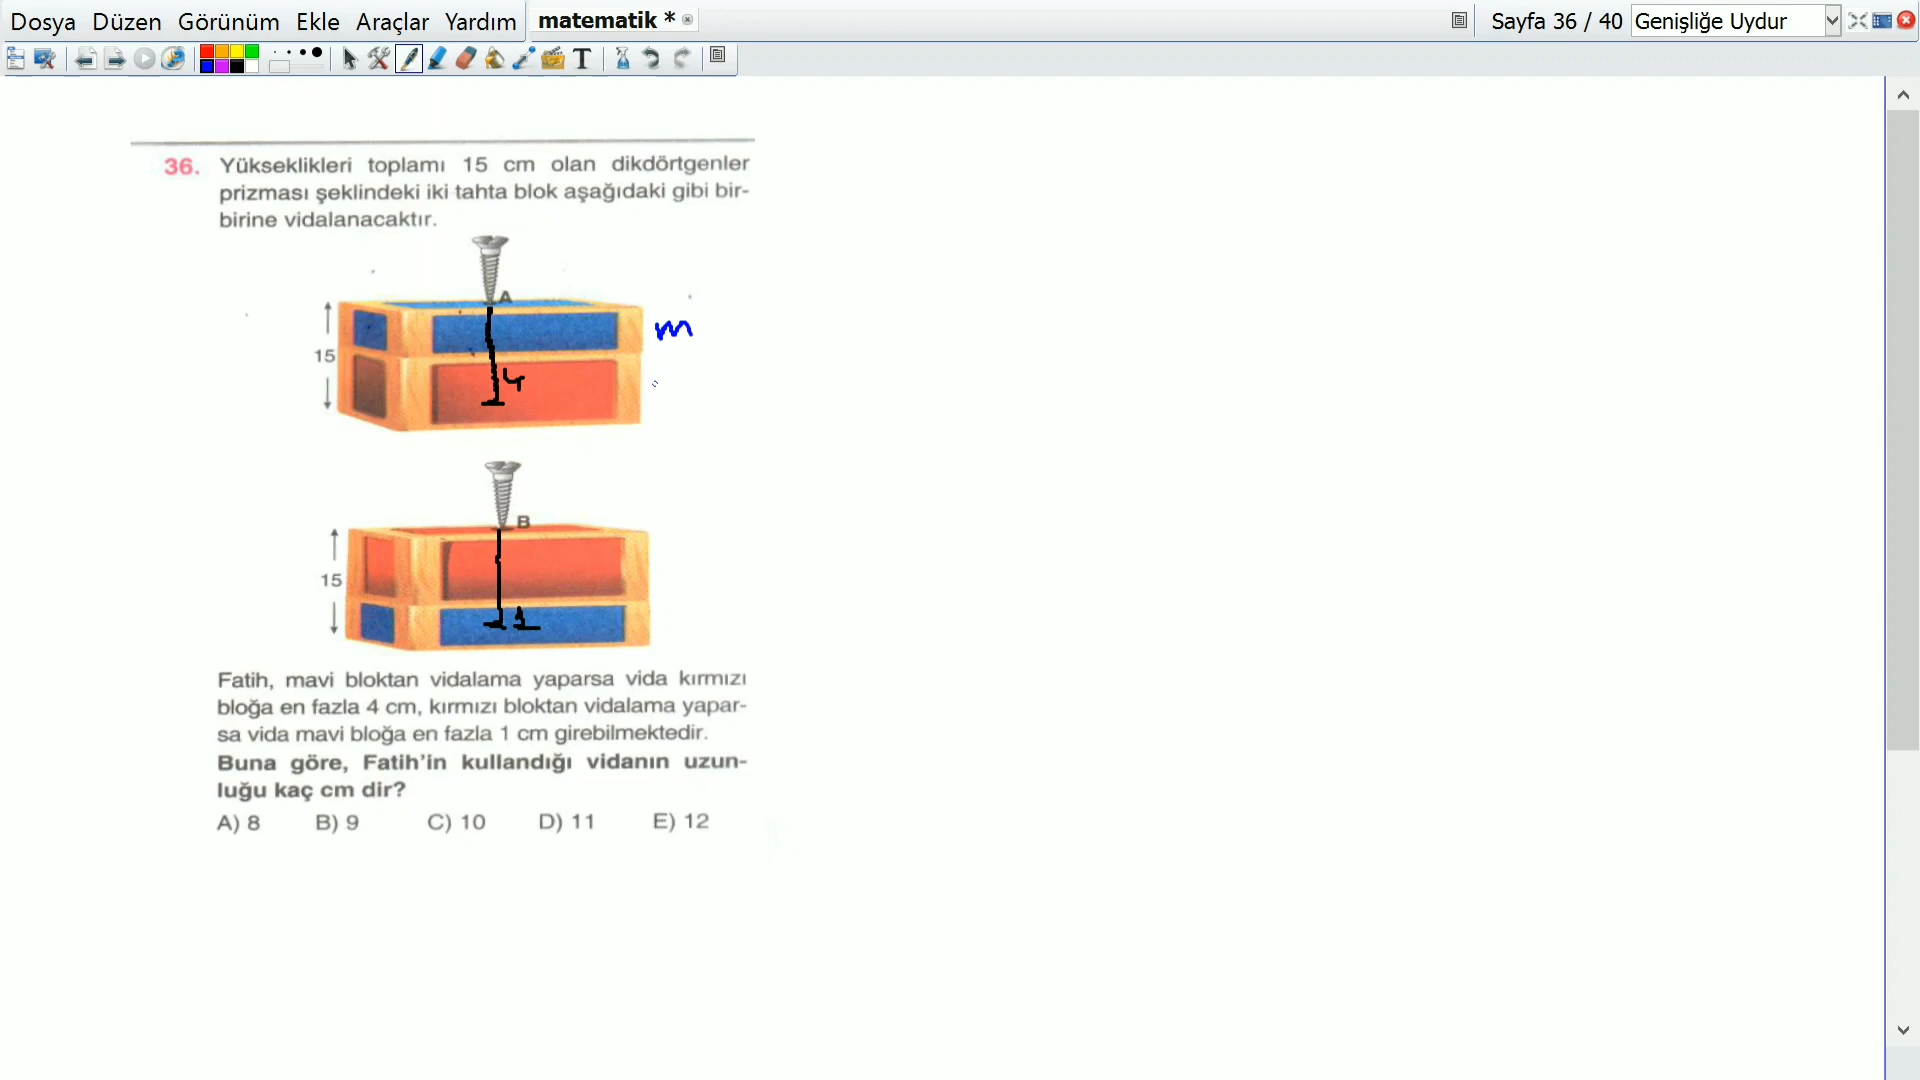 Dosya Düzen Görünüm Ekle Araçlar Yardım matematik * Sayfa 36 / 40 Genişliğe Uydur
T
36. Yükseklikleri toplamı 15 cm olan dikdörtgenler
prizması şeklindeki iki tahta blok aşağıdaki gibi bir-
birine vidalanacaktır.
A
m
15
4
B
15
1
Fatih, mavi bloktan vidalama yaparsa vida kırmızı
bloğa en fazla 4 cm, kırmızı bloktan vidalama yapar-
sa vida mavi bloğa en fazla 1 cm girebilmektedir.
Buna göre, Fatih'in kullandığı vidanın uzun-
luğu kaç cm dir?
A) 8 B) 9 C) 10 D) 11 E) 12